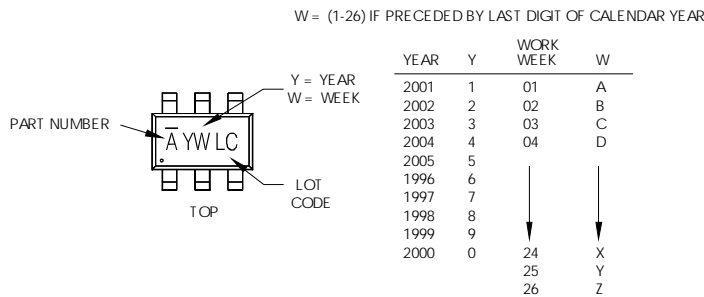 W = (1-26) IF PRECEDED BY LAST DIGIT OF CALENDAR YEAR
YEAR Y WORK WEEK W
2001 1 01 A
2002 2 02 B
2003 3 03 C
2004 4 04 D
2005 5
1996 6
1997 7
1998 8
1999 9
2000 0 24 X
25 Y
26 Z
Y = YEAR
W = WEEK
PART NUMBER
A̅ YW LC
LOT
CODE
TOP